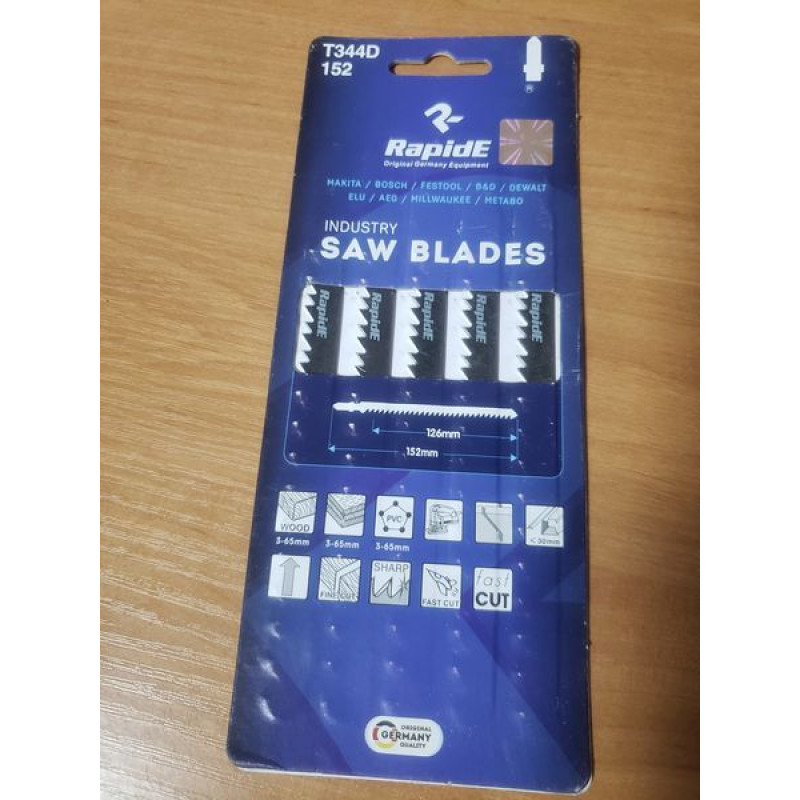 T344D
152
®
RapidE
Original Germany Equipment
MAKITA / BOSCH / FESTOOL / B&D / DEWALT
ELU / AEG / MILLWAUKEE / METABO
INDUSTRY
SAW BLADES
RapidE RapidE RapidE RapidE RapidE
126mm
152mm
WOOD
PVC
3-65mm 3-65mm 3-65mm
< 30mm
FINE CUT
SHARP
FAST CUT
fast
CUT
ORIGINAL
GERMANY
QUALITY